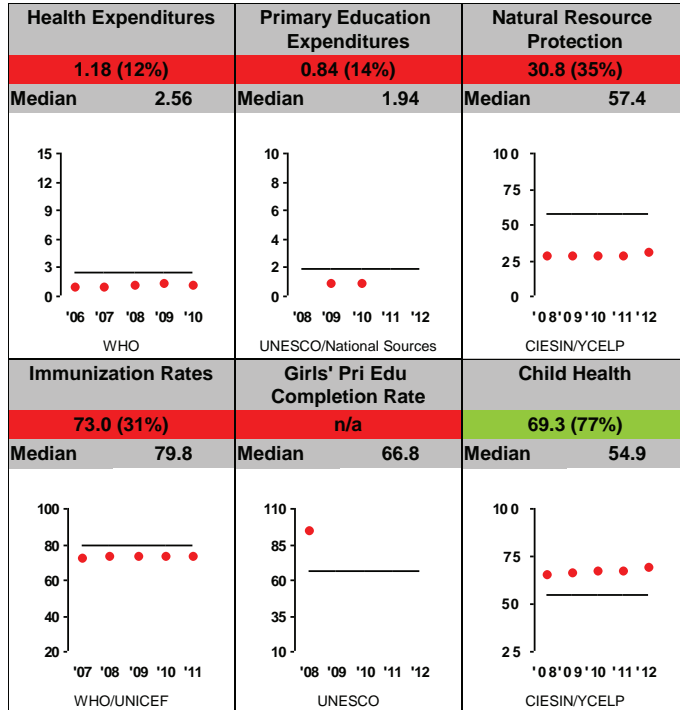 Health Expenditures
1.18 (12%)
Median 2.56
15
12
9
6
3
0
'06 '07 '08 '09 '10
WHO
Primary Education
Expenditures
0.84 (14%)
Median 1.94
10
8
6
4
2
0
'08 '09 '10 '11 '12
UNESCO/National Sources
Natural Resource
Protection
30.8 (35%)
Median 57.4
100
75
50
25
0
'08 '09 '10 '11 '12
CIESIN/YCELP
Immunization Rates
73.0 (31%)
Median 79.8
100
80
60
40
20
'07 '08 '09 '10 '11
WHO/UNICEF
Girls' Pri Edu
Completion Rate
n/a
Median 66.8
110
85
60
35
10
'08 '09 '10 '11 '12
UNESCO
Child Health
69.3 (77%)
Median 54.9
100
75
50
25
'08 '09 '10 '11 '12
CIESIN/YCELP